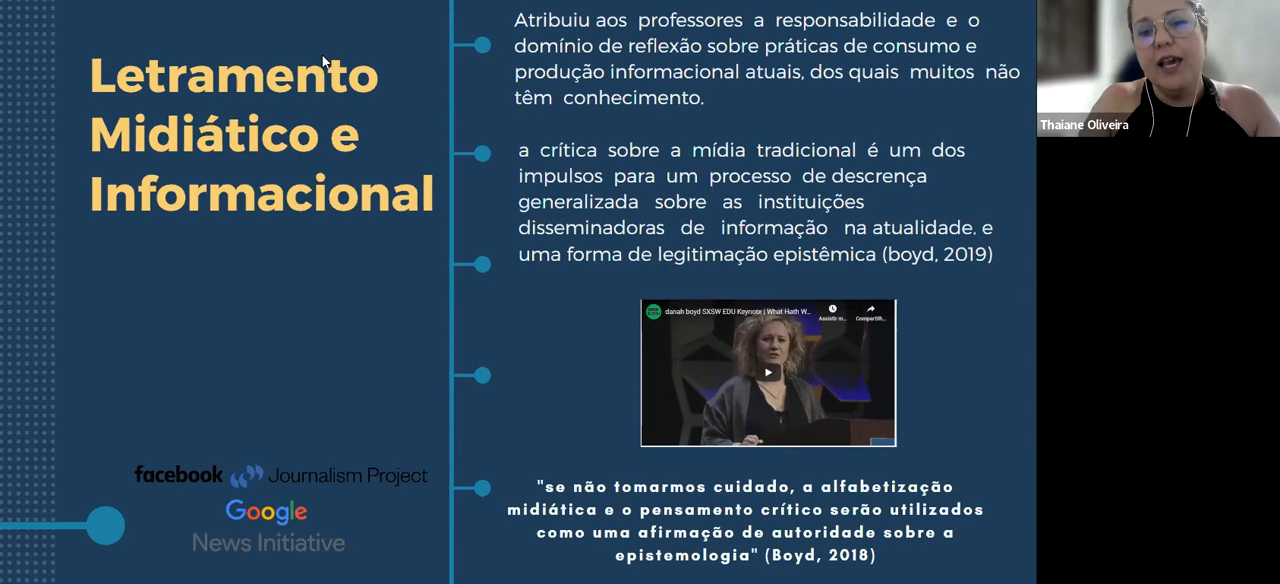 Letramento
Midiático e
Informacional
facebook Journalism Project
Google
News Initiative
Atribuiu aos professores a responsabilidade e o
domínio de reflexão sobre práticas de consumo e
produção informacional atuais, dos quais muitos não
têm conhecimento.
a crítica sobre a mídia tradicional é um dos
impulsos para um processo de descrença
generalizada sobre as instituições
disseminadoras de informação na atualidade. e
uma forma de legitimação epistêmica (boyd, 2019)
danah boyd SXSW EDU Keynote | What Hath W...
Assistir m...
Compartilh...
"se não tomarmos cuidado, a alfabetização
midiática e o pensamento crítico serão utilizados
como uma afirmação de autoridade sobre a
epistemologia" (Boyd, 2018)
Thaiane Oliveira